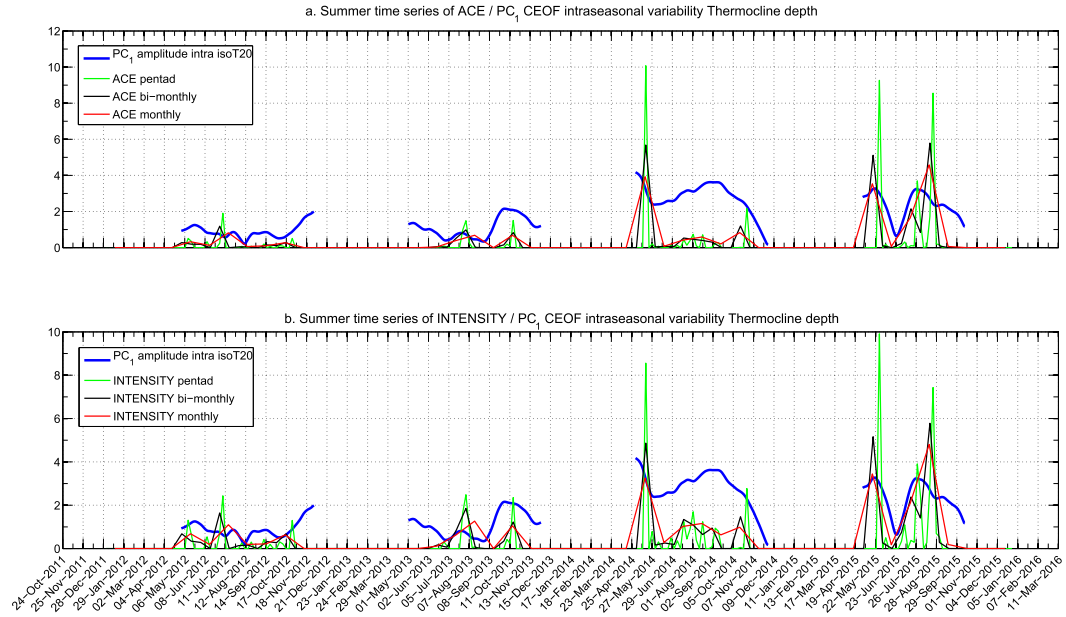 a. Summer time series of ACE / PC1 CEOF intraseasonal variability Thermocline depth
12
10
8
6
4
2
0
PC1 amplitude intra isoT20
ACE pentad
ACE bi−monthly
ACE monthly
b. Summer time series of INTENSITY / PC1 CEOF intraseasonal variability Thermocline depth
10
8
6
4
2
0
PC1 amplitude intra isoT20
INTENSITY pentad
INTENSITY bi−monthly
INTENSITY monthly
24−Oct−2011
25−Nov−2011
28−Dec−2011
29−Jan−2012
02−Mar−2012
04−Apr−2012
06−May−2012
08−Jun−2012
11−Jul−2012
12−Aug−2012
14−Sep−2012
17−Oct−2012
18−Nov−2012
21−Dec−2012
23−Jan−2013
24−Feb−2013
29−Mar−2013
01−May−2013
02−Jun−2013
05−Jul−2013
07−Aug−2013
08−Sep−2013
11−Oct−2013
13−Nov−2013
15−Dec−2013
17−Jan−2014
18−Feb−2014
23−Mar−2014
25−Apr−2014
27−May−2014
29−Jun−2014
01−Aug−2014
02−Sep−2014
05−Oct−2014
07−Nov−2014
09−Dec−2014
11−Jan−2015
13−Feb−2015
17−Mar−2015
19−Apr−2015
22−May−2015
23−Jun−2015
26−Jul−2015
28−Aug−2015
29−Sep−2015
01−Nov−2015
04−Dec−2015
05−Jan−2016
07−Feb−2016
11−Mar−2016